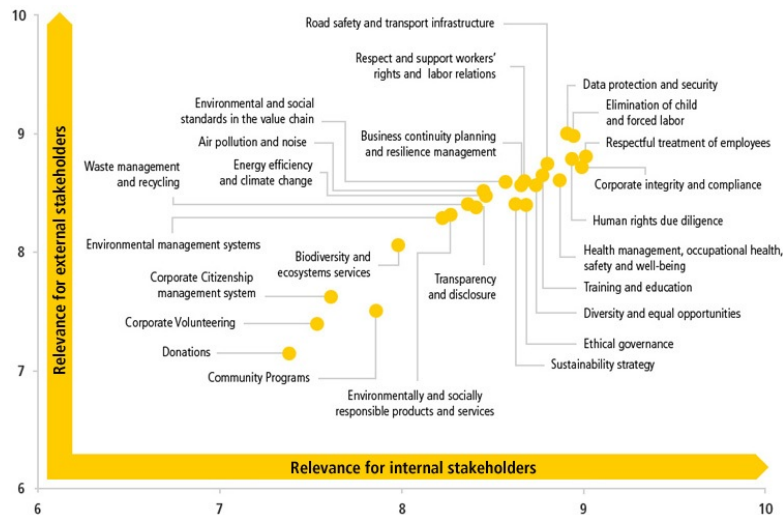 10
9
8
7
6
6
7
8
9
10
Relevance for external stakeholders
Relevance for internal stakeholders
Road safety and transport infrastructure
Respect and support workers'
rights and labor relations
Data protection and security
Environmental and social
standards in the value chain
Elimination of child
and forced labor
Air pollution and noise
Business continuity planning
and resilience management
Respectful treatment of employees
Waste management
and recycling
Energy efficiency
and climate change
Corporate integrity and compliance
Human rights due diligence
Environmental management systems
Biodiversity and
ecosystems services
Health management, occupational health,
safety and well-being
Corporate Citizenship
management system
Transparency
and disclosure
Training and education
Corporate Volunteering
Diversity and equal opportunities
Donations
Ethical governance
Community Programs
Sustainability strategy
Environmentally and socially
responsible products and services